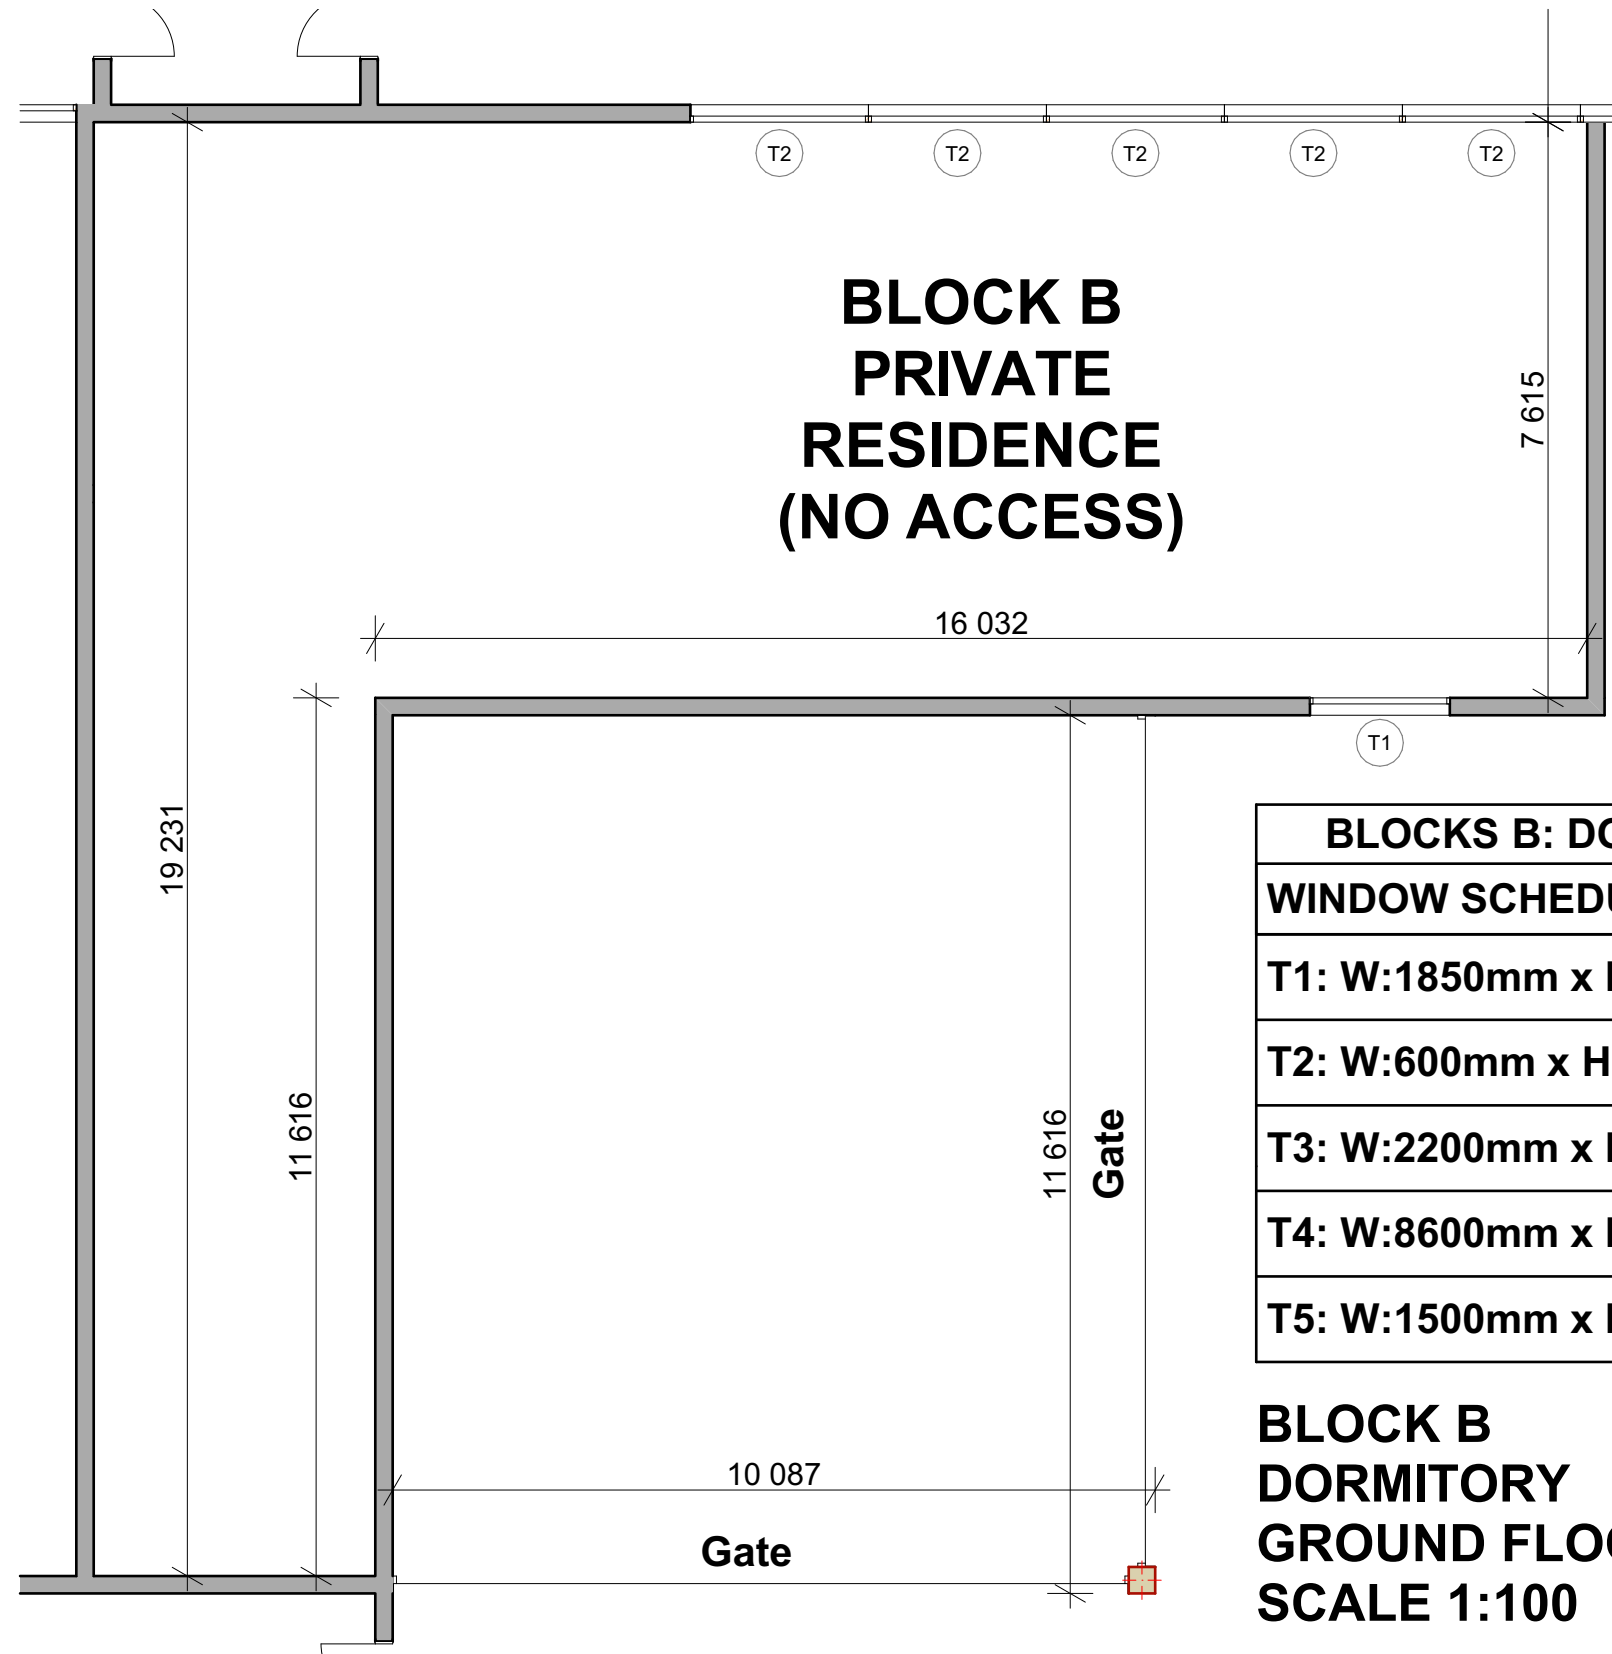 T2
T2
T2
T2
T2
BLOCK B
PRIVATE
RESIDENCE
(NO ACCESS)
7 615
16 032
T1
19 231
11 616
11 616
Gate
10 087
Gate
BLOCKS B: DO
WINDOW SCHEDU
T1: W:1850mm x
T2: W:600mm x H
T3: W:2200mm x
T4: W:8600mm x
T5: W:1500mm x
BLOCK B
DORMITORY
GROUND FLOO
SCALE 1:100